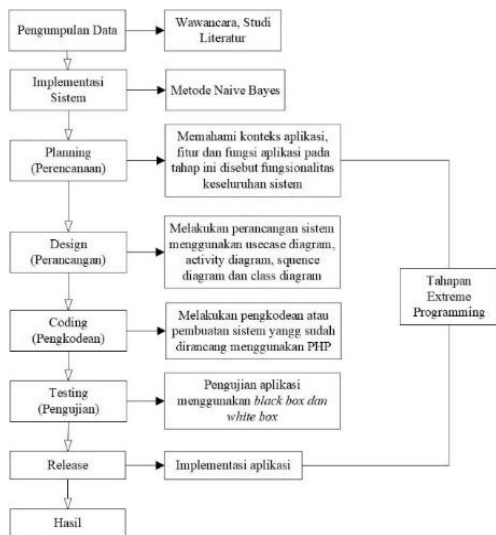 Pengumpulan Data
Wawancara, Studi
Literatur
Implementasi
Sistem
Metode Naive Bayes
Planning
(Perencanaan)
Memahami konteks aplikasi,
fitur dan fungsi aplikasi pada
tahap ini disebut fungsionalitas
keseluruhan sistem
Design
(Perancangan)
Melakukan perancangan sistem
menggunakan usecase diagram,
activity diagram, squence
diagram dan class diagram
Tahapan
Extreme
Programming
Coding
(Pengkodean)
Melakukan pengkodean atau
pembuatan sistem yangg sudah
dirancang menggunakan PHP
Testing
(Pengujian)
Pengujian aplikasi
menggunakan black box dan
white box
Release
Implementasi aplikasi
Hasil